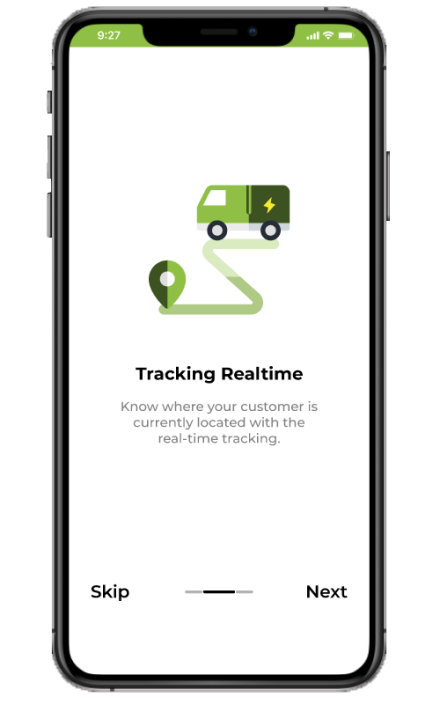 9:27
Tracking Realtime
Know where your customer is
currently located with the
real-time tracking.
Skip
Next